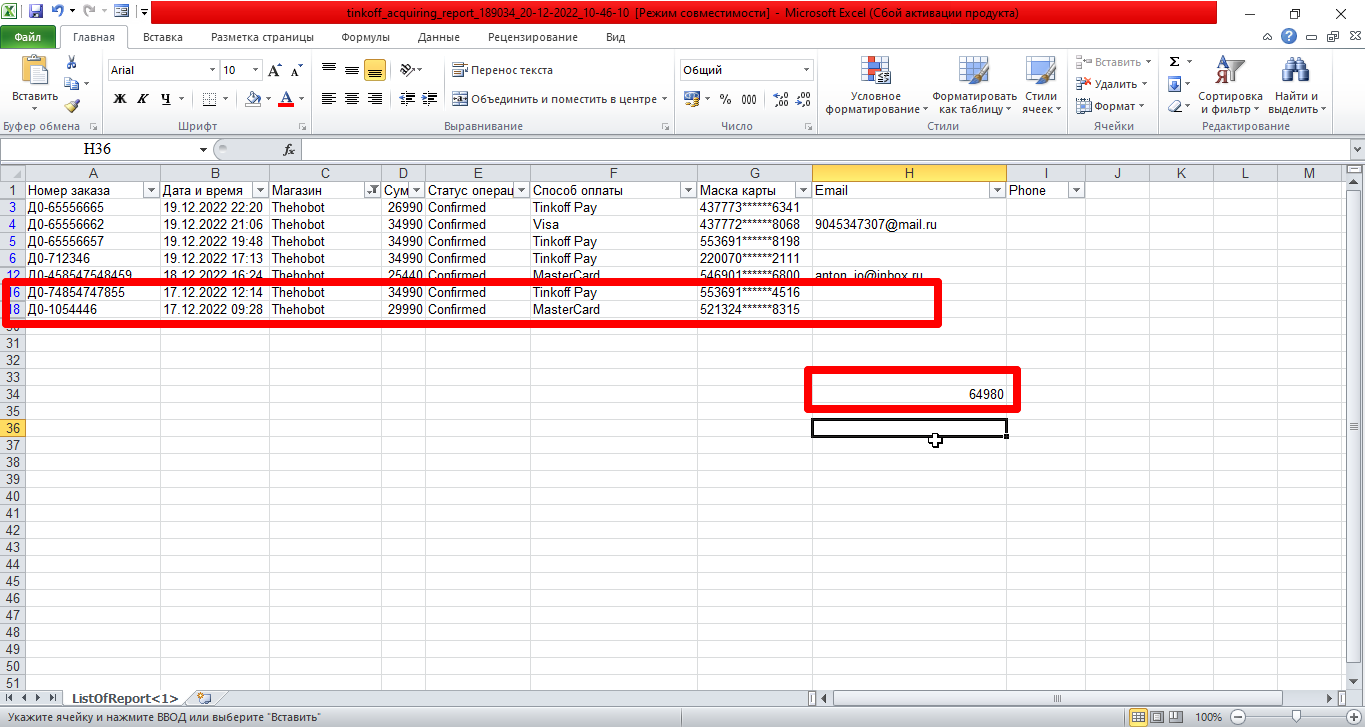 tinkoff_acquiring_report_189034_20-12-2022_10-46-10 [Режим совместимости] - Microsoft Excel (Сбой активации продукта)
Файл Главная Вставка Разметка страницы Формулы Данные Рецензирование Вид
Вставить
Буфер обмена
Arial 10
Ж К Ч
Шрифт
Перенос текста
Объединить и поместить в центре
Выравнивание
Общий
% 000
Число
Условное форматирование
Форматировать как таблицу
Стили ячеек
Стили
Вставить
Удалить
Формат
Ячейки
Σ
Сортировка и фильтр
Найти и выделить
Редактирование
H36 fx
A B C D E F G H I J K L M
1 Номер заказа Дата и время Магазин Сум Статус операц Способ оплаты Маска карты Email Phone
3 Д0-65556665 19.12.2022 22:20 Thehobot 26990 Confirmed Tinkoff Pay 437773******6341
4 Д0-65556662 19.12.2022 21:06 Thehobot 34990 Confirmed Visa 437772******8068 9045347307@mail.ru
5 Д0-65556657 19.12.2022 19:48 Thehobot 34990 Confirmed Tinkoff Pay 553691******8198
6 Д0-712346 19.12.2022 17:13 Thehobot 34990 Confirmed Tinkoff Pay 220070******2111
12 Д0-458547548459 18.12.2022 16:24 Thehobot 25440 Confirmed MasterCard 546901******6800 anton_io@inbox.ru
16 Д0-74854747855 17.12.2022 12:14 Thehobot 34990 Confirmed Tinkoff Pay 553691******4516
18 Д0-1054446 17.12.2022 09:28 Thehobot 29990 Confirmed MasterCard 521324******8315
30
31
32
33
34 64980
35
36
37
38
39
40
41
42
43
44
45
46
47
48
49
50
51
ListOfReport<1>
Укажите ячейку и нажмите ВВОД или выберите "Вставить" 100%